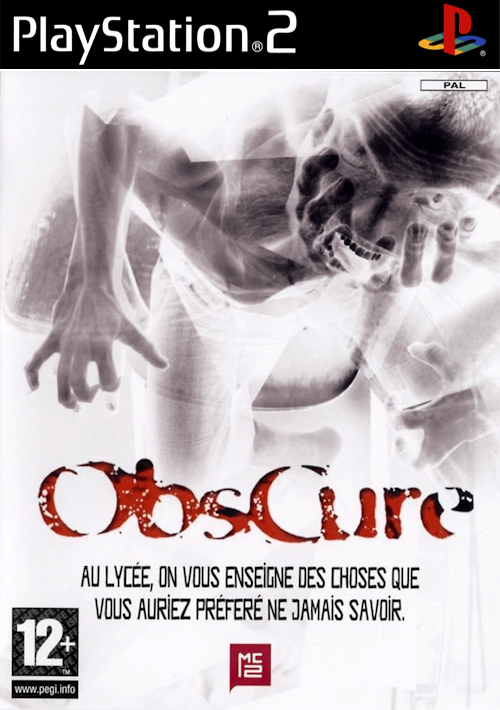 PlayStation®2
PAL
ObsCure
AU LYCÉE, ON VOUS ENSEIGNE DES CHOSES QUE
VOUS AURIEZ PRÉFERÉ NE JAMAIS SAVOIR.
12+
TM
www.pegi.info
MC2